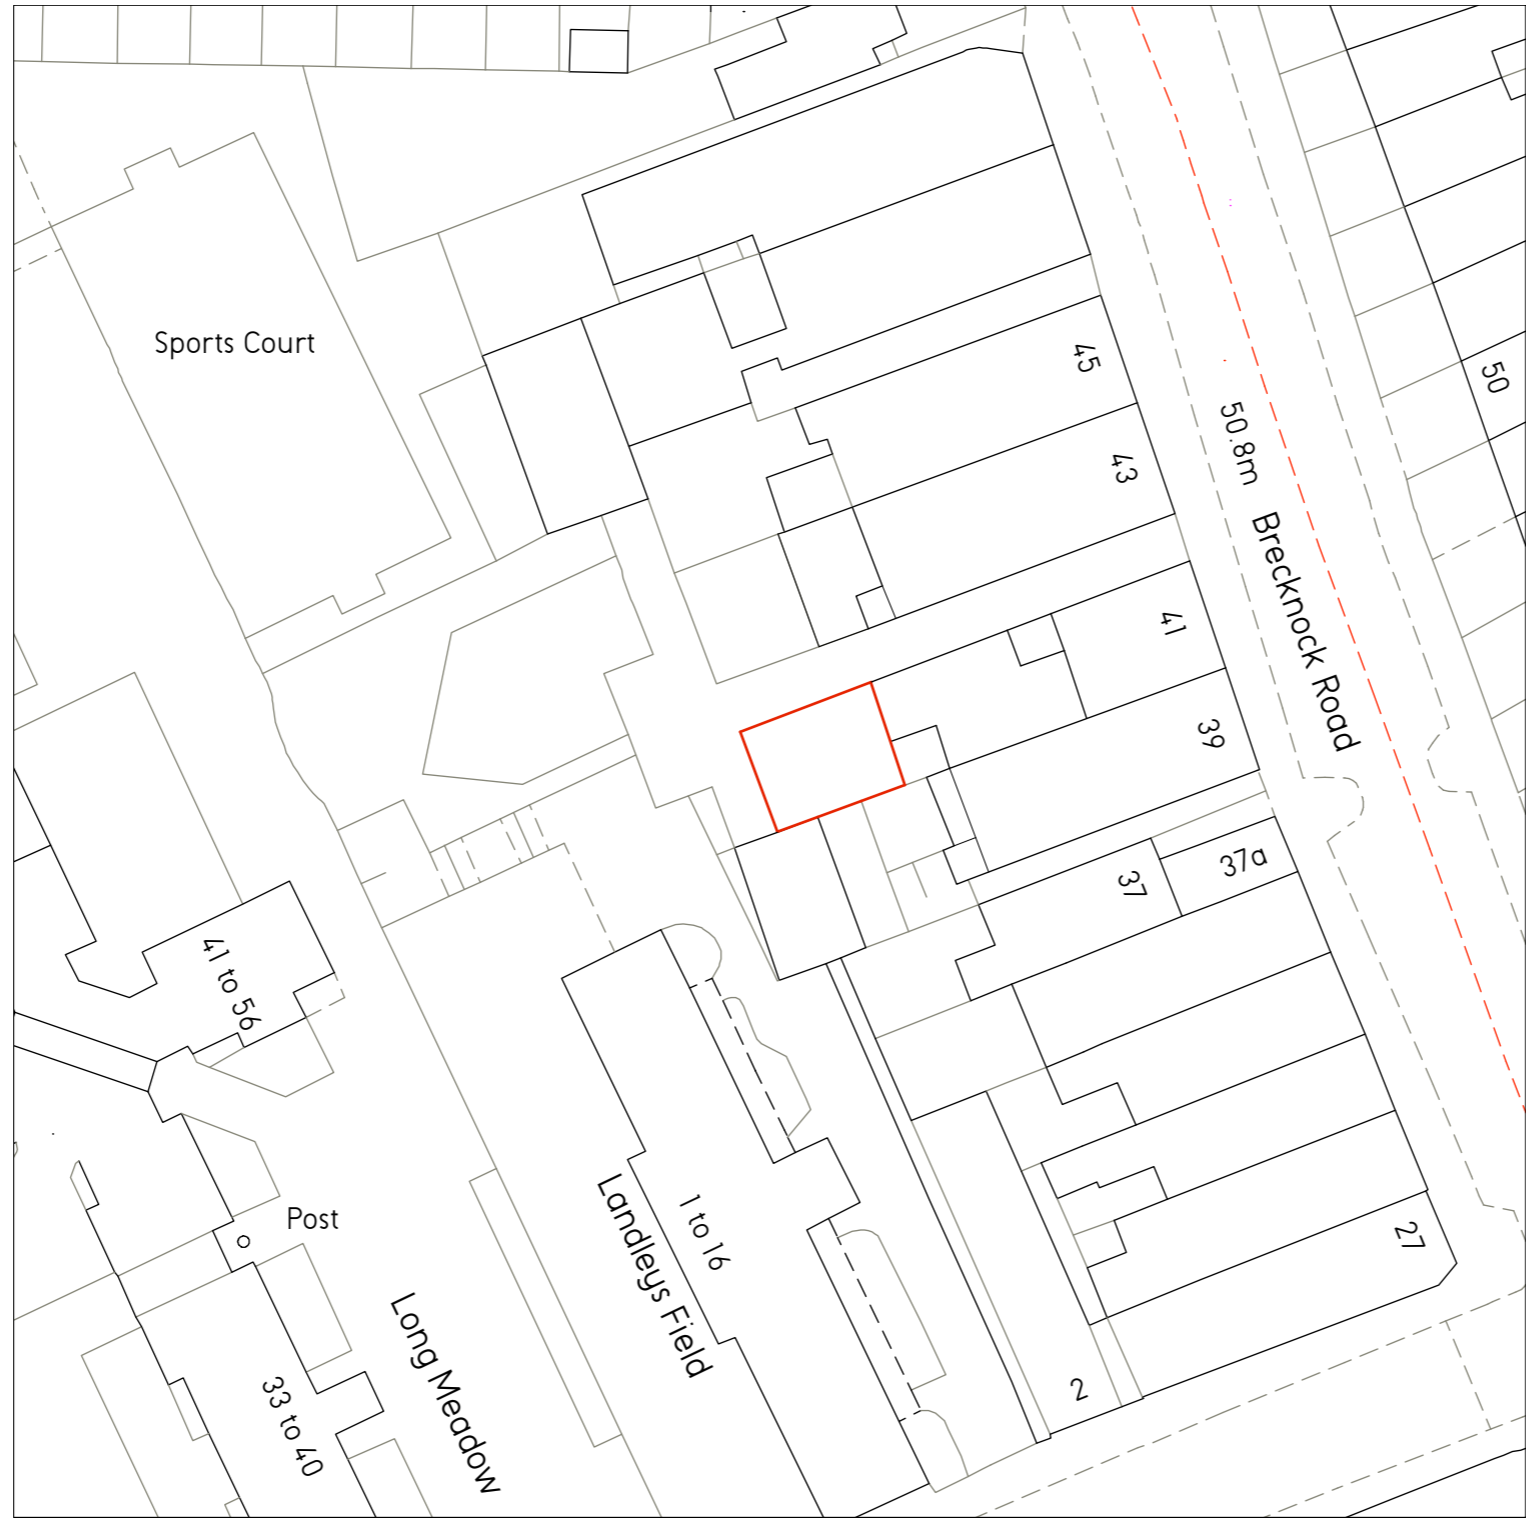 Sports Court
45
50
50.8m
43
Brecknock Road
41
39
37a
37
41 to 56
1 to 16
Landleys Field
Post
27
Long Meadow
33 to 40
2